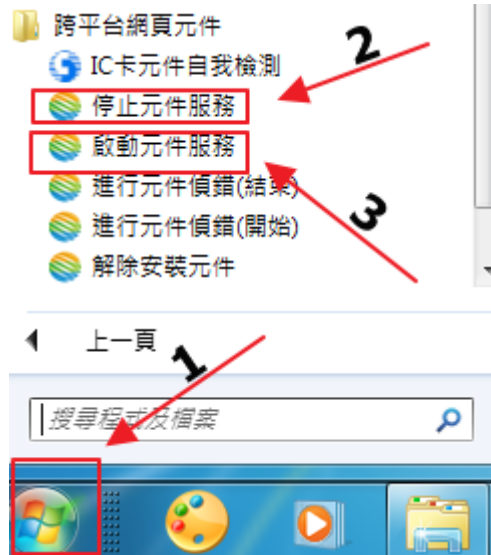 跨平台網頁元件
2
IC卡元件自我檢測
停止元件服務
啟動元件服務
進行元件偵錯(結束)
3
進行元件偵錯(開始)
解除安裝元件
上一頁
1
搜尋程式及檔案